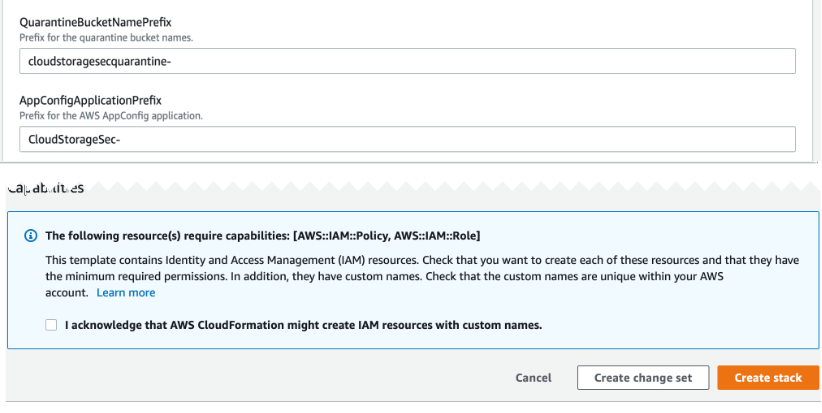 QuarantineBucketNamePrefix
Prefix for the quarantine bucket names.
cloudstoragesecquarantine-
AppConfigApplicationPrefix
Prefix for the AWS AppConfig application.
CloudStorageSec-
Capabilities
The following resource(s) require capabilities: [AWS::IAM::Policy, AWS::IAM::Role]
This template contains Identity and Access Management (IAM) resources. Check that you want to create each of these resources and that they have
the minimum required permissions. In addition, they have custom names. Check that the custom names are unique within your AWS
account. Learn more
I acknowledge that AWS CloudFormation might create IAM resources with custom names.
Cancel
Create change set
Create stack